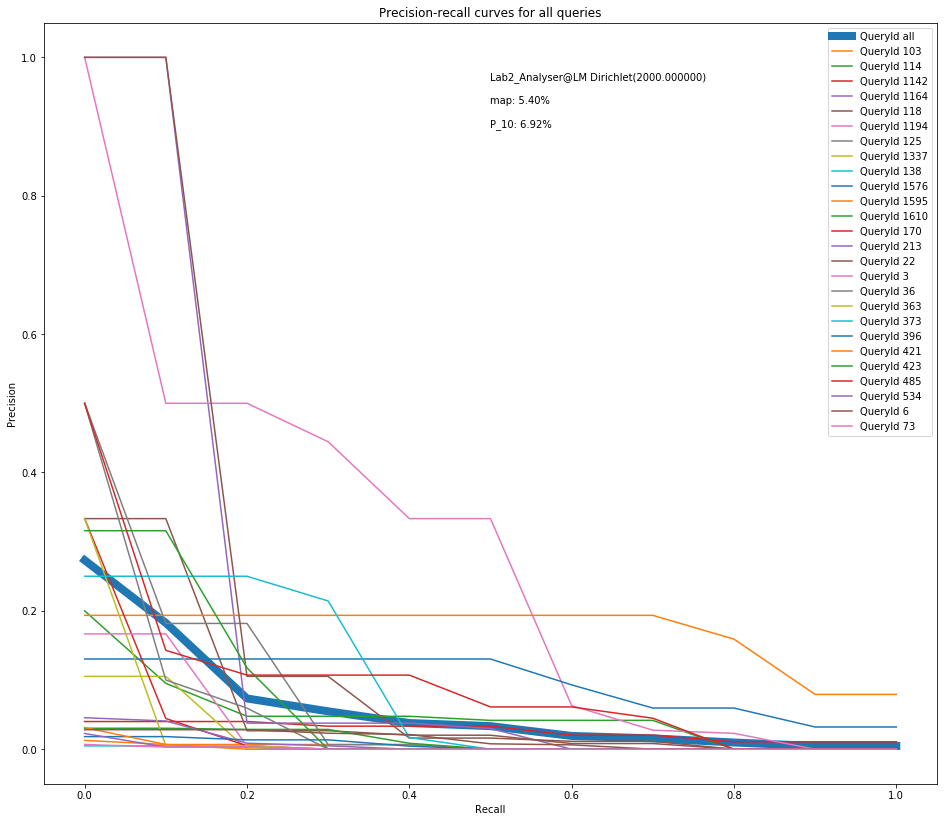 Precision-recall curves for all queries
Precision
1.0
0.8
0.6
0.4
0.2
0.0
Lab2_Analyser@LM Dirichlet(2000.000000)
map: 5.40%
P_10: 6.92%
QueryId all
QueryId 103
QueryId 114
QueryId 1142
QueryId 1164
QueryId 118
QueryId 1194
QueryId 125
QueryId 1337
QueryId 138
QueryId 1576
QueryId 1595
QueryId 1610
QueryId 170
QueryId 213
QueryId 22
QueryId 3
QueryId 36
QueryId 363
QueryId 373
QueryId 396
QueryId 421
QueryId 423
QueryId 485
QueryId 534
QueryId 6
QueryId 73
0.0 0.2 0.4 0.6 0.8 1.0
Recall